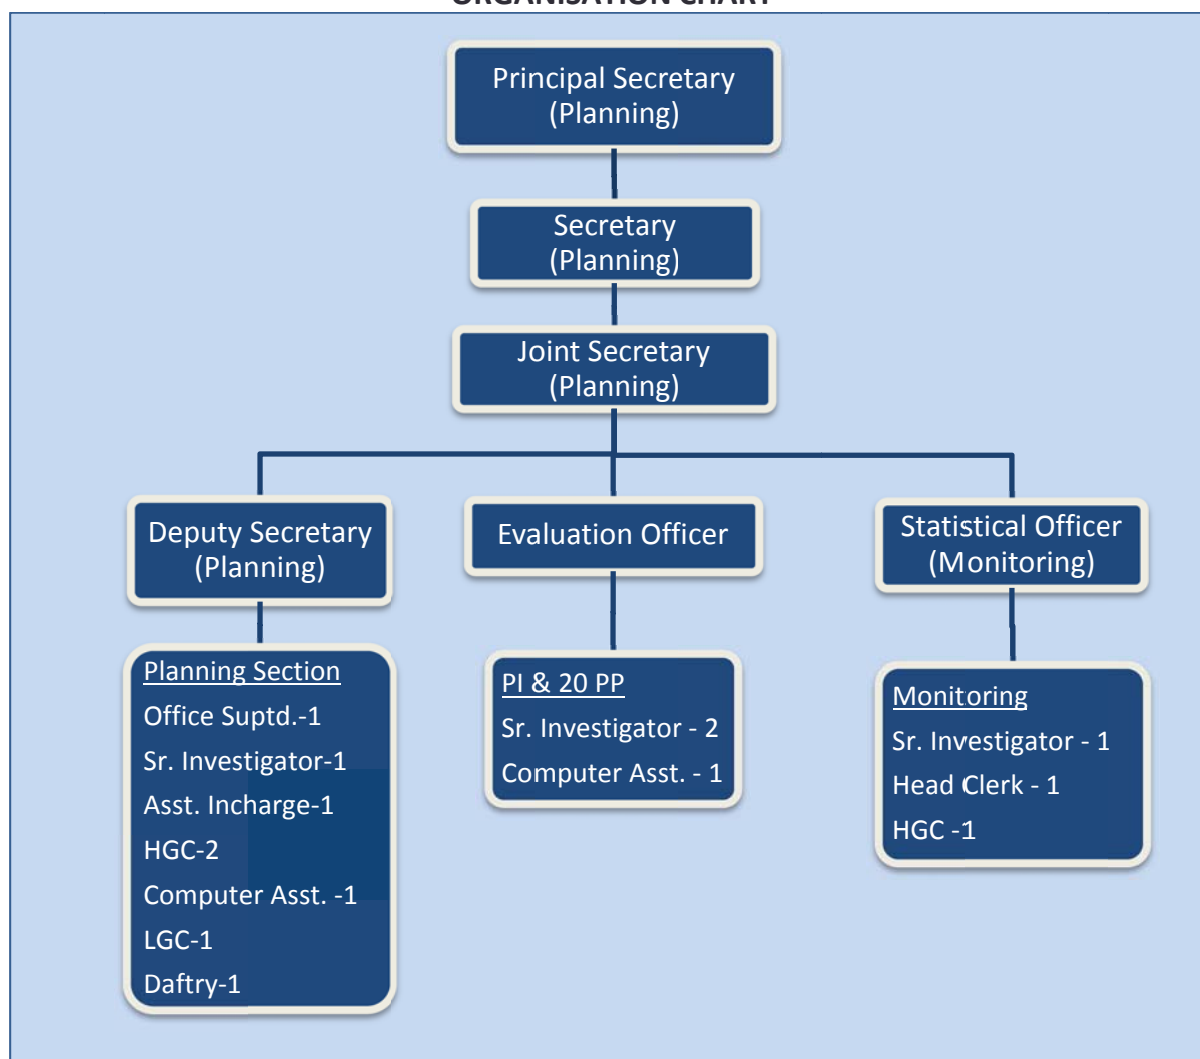 ORGANISATION CHART
Principal Secretary
(Planning)
Secretary
(Planning)
Joint Secretary
(Planning)
Deputy Secretary
(Planning)
Evaluation Officer
Statistical Officer
(Monitoring)
Planning Section
Office Suptd.-1
Sr. Investigator-1
Asst. Incharge-1
HGC-2
Computer Asst. -1
LGC-1
Daftry-1
PI & 20 PP
Sr. Investigator - 2
Computer Asst. - 1
Monitoring
Sr. Investigator - 1
Head Clerk - 1
HGC -1